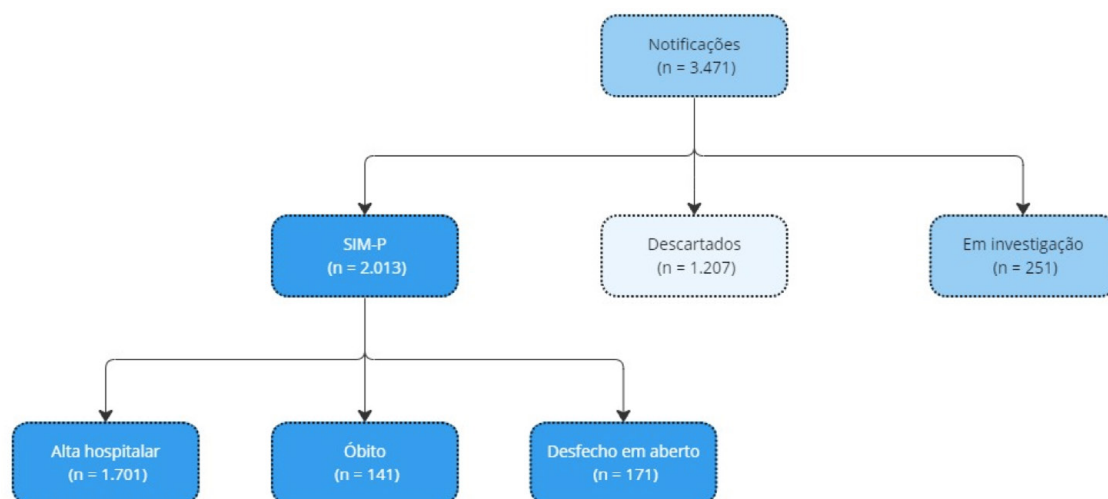 Notificações
(n = 3.471)
SIM-P
(n = 2.013)
Descartados
(n = 1.207)
Em investigação
(n = 251)
Alta hospitalar
(n = 1.701)
Óbito
(n = 141)
Desfecho em aberto
(n = 171)